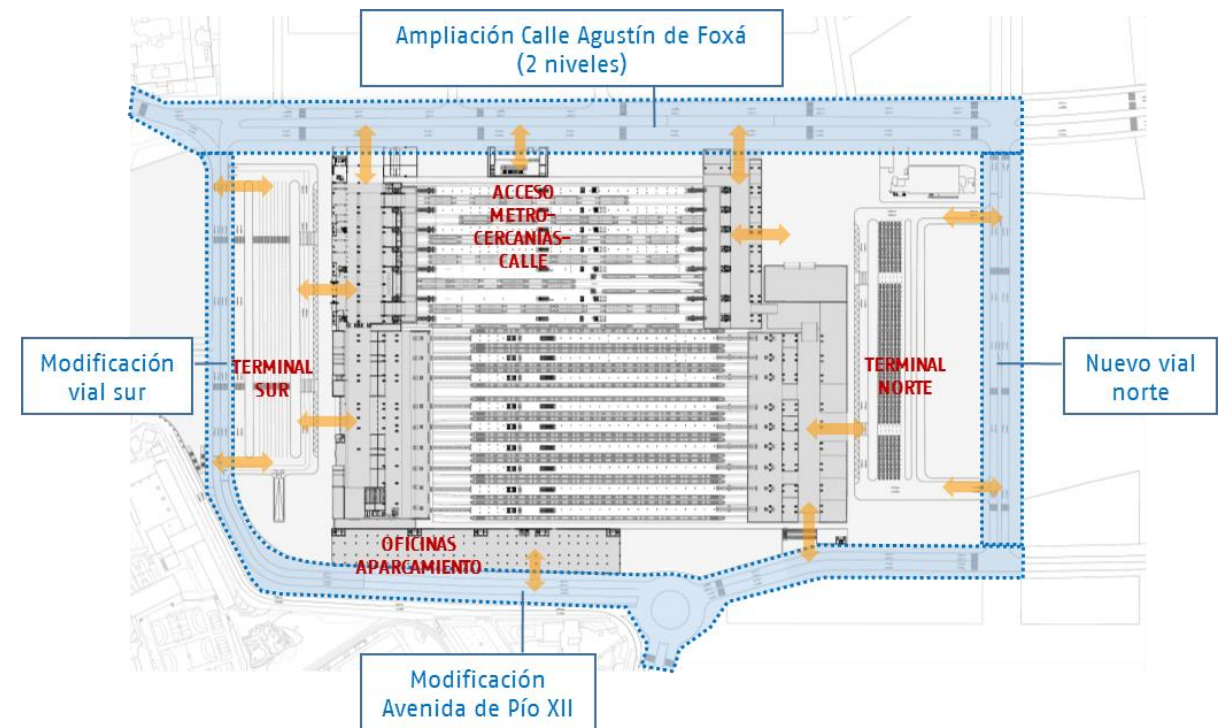 Ampliación Calle Agustín de Foxá
(2 niveles)
ACCESO
METRO-
CERCANÍAS-
CALLE
Modificación
vial sur
TERMINAL
SUR
TERMINAL
NORTE
Nuevo vial
norte
OFICINAS
APARCAMIENTO
Modificación
Avenida de Pío XII